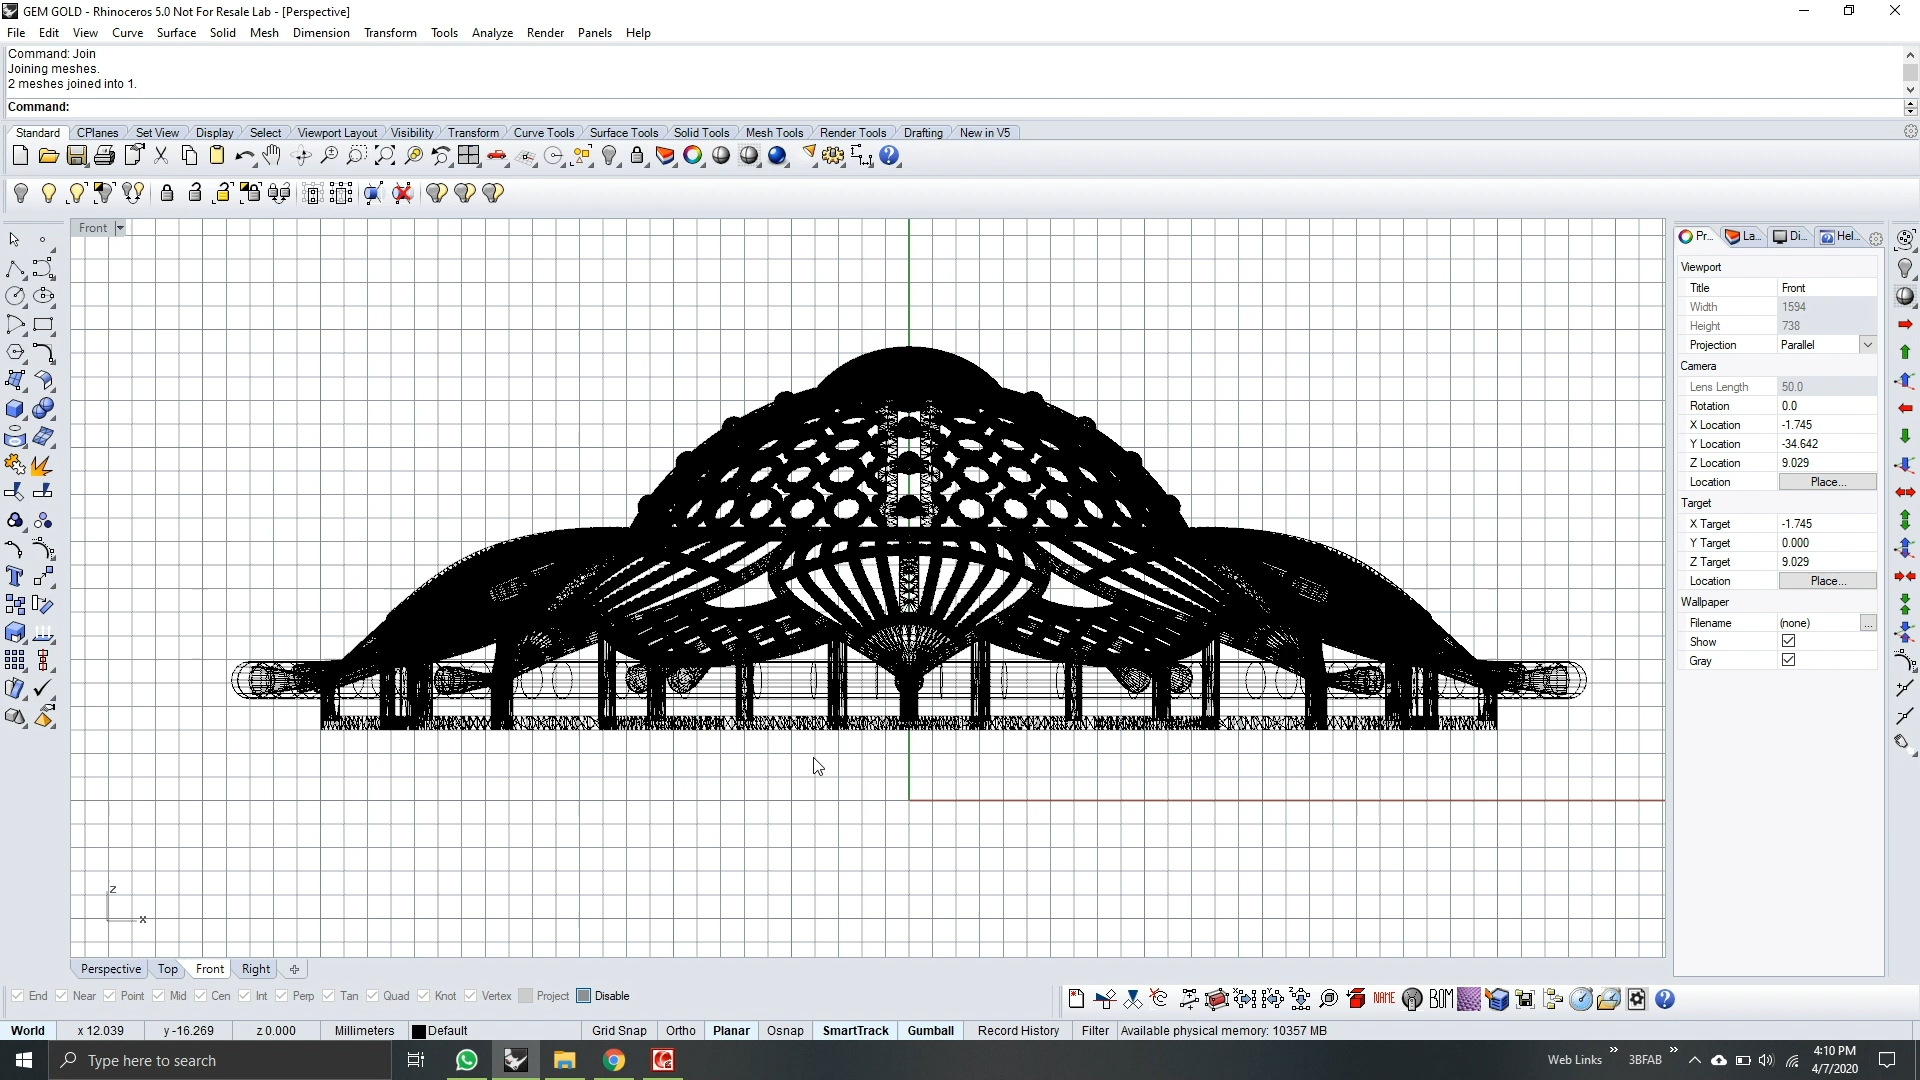 GEM GOLD - Rhinoceros 5.0 Not For Resale Lab - [Perspective]
File Edit View Curve Surface Solid Mesh Dimension Transform Tools Analyze Render Panels Help
Command: Join
Joining meshes.
2 meshes joined into 1.
Command:
Standard CPlanes Set View Display Select Viewport Layout Visibility Transform Curve Tools Surface Tools Solid Tools Mesh Tools Render Tools Drafting New in V5
Front
Pr... La... Di... Hel...
Viewport
Title Front
Width 1594
Height 738
Projection Parallel
Camera
Lens Length 50.0
Rotation 0.0
X Location -1.745
Y Location -34.642
Z Location 9.029
Location Place...
Target
X Target -1.745
Y Target 0.000
Z Target 9.029
Location Place...
Wallpaper
Filename (none) ...
Show
Gray
z
x
Perspective Top Front Right
End Near Point Mid Cen Int Perp Tan Quad Knot Vertex Project Disable
NAME BOM
World x 12.039 y -16.269 z 0.000 Millimeters Default Grid Snap Ortho Planar Osnap SmartTrack Gumball Record History Filter Available physical memory: 10357 MB
Type here to search
Web Links » 3BFAB » 4:10 PM
4/7/2020